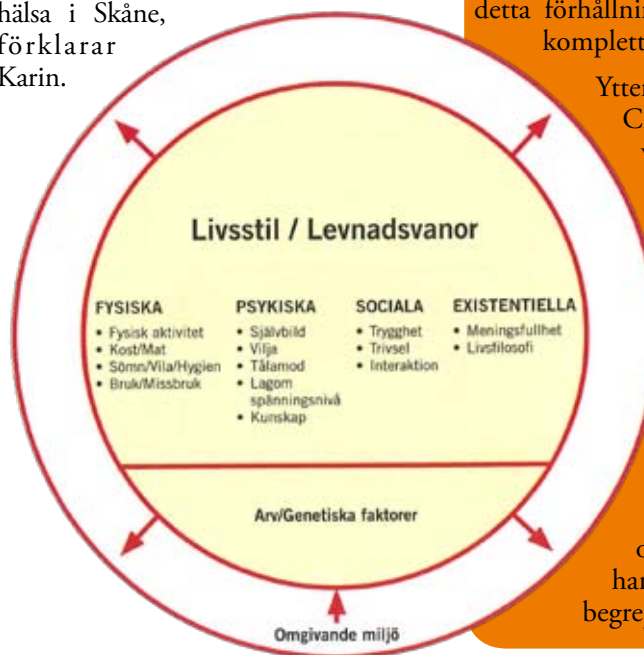 hälsa i Skåne,
förklarar
Karin.
detta förhållnin
komplett
Ytter
C
Livsstil / Levnadsvanor
FYSISKA
• Fysisk aktivitet
• Kost/Mat
• Sömn/Vila/Hygien
• Bruk/Missbruk
PSYKISKA
• Självbild
• Vilja
• Tålamod
• Lagom
spänningsnivå
• Kunskap
SOCIALA
• Trygghet
• Trivsel
• Interaktion
EXISTENTIELLA
• Meningsfullhet
• Livsfilosofi
Arv/Genetiska faktorer
Omgivande miljö
har
begrep